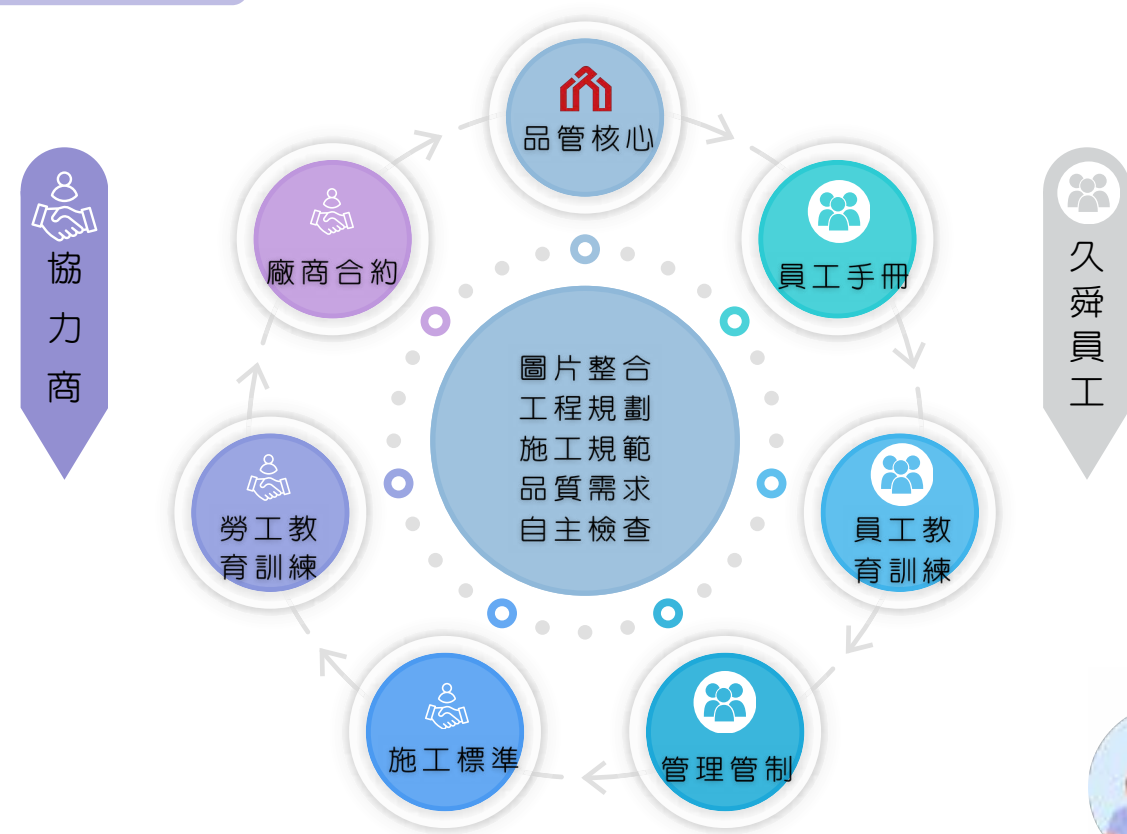 品管核心
員工手冊
員工教
育訓練
管理管制
施工標準
勞工教
育訓練
廠商合約
圖片整合
工程規劃
施工規範
品質需求
自主檢查
協力商
久舜員工